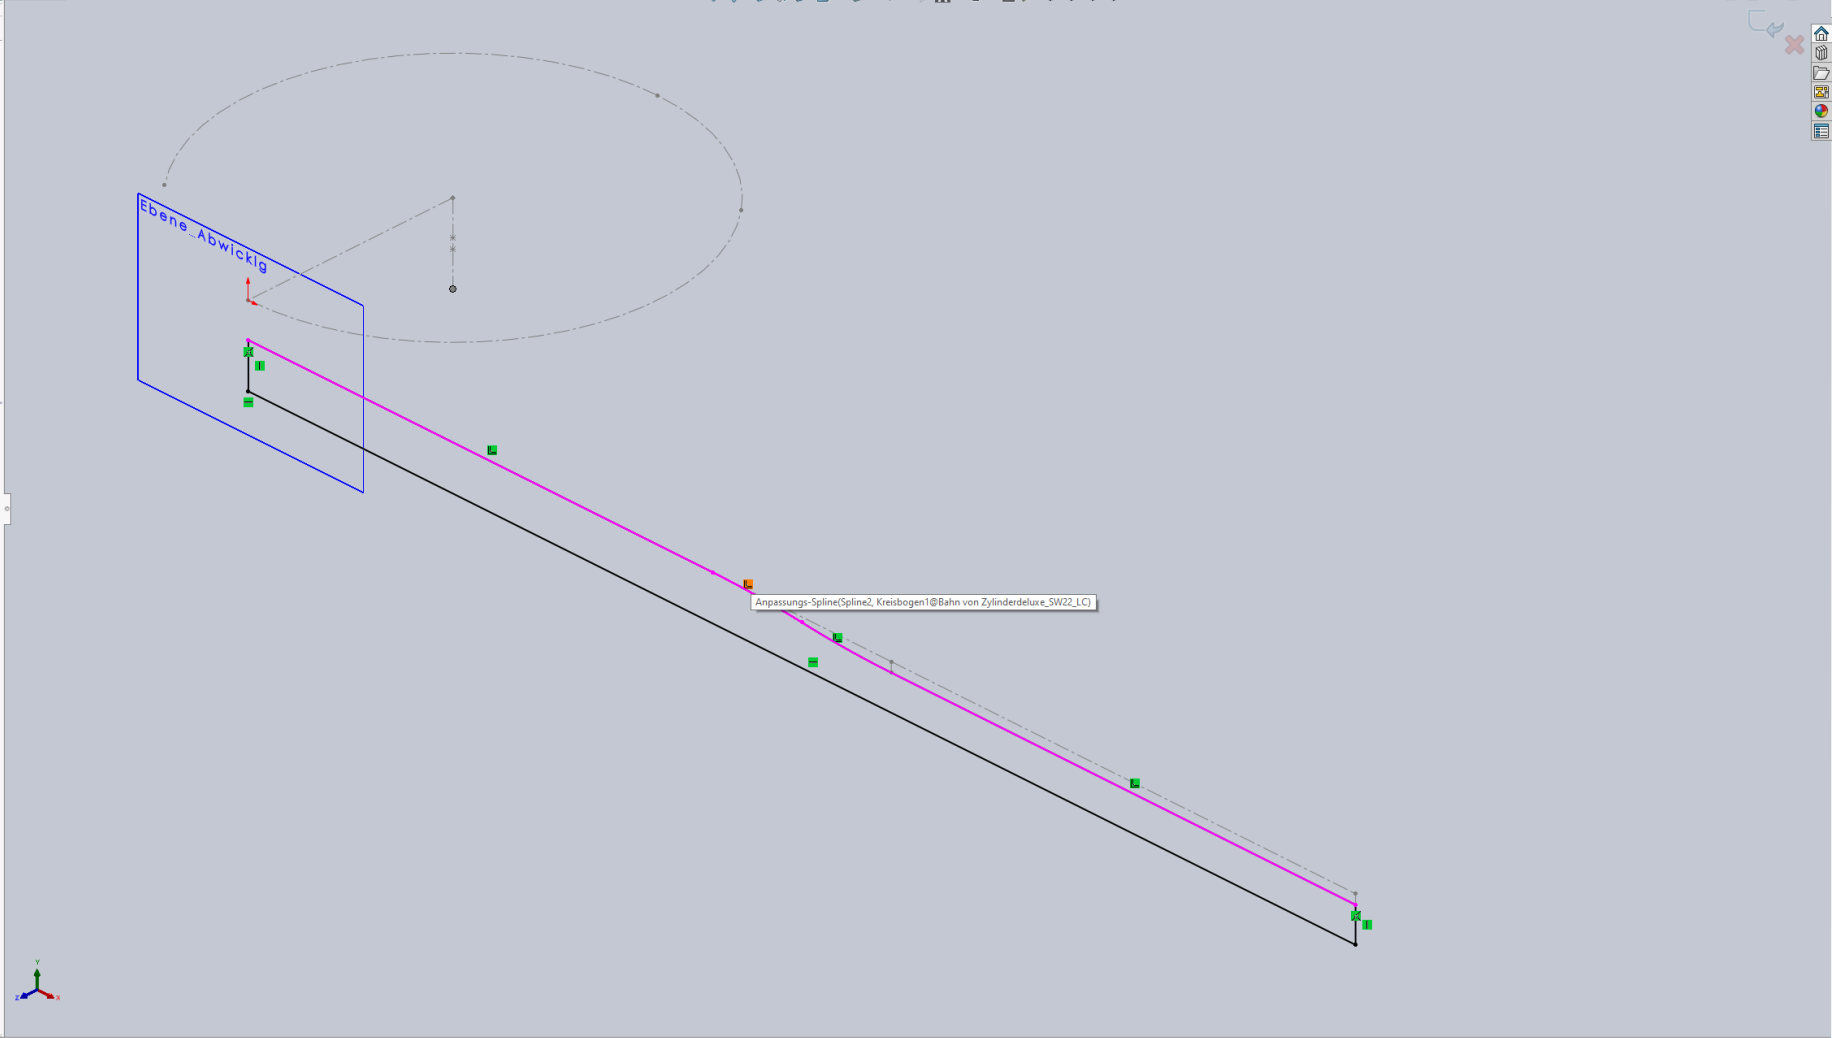 Ebene_Abwicklg
Anpassungs-Spline(Spline2, Kreisbogen1@Bahn von Zylinderdeluxe_SW22_LC)
Y
Z
X